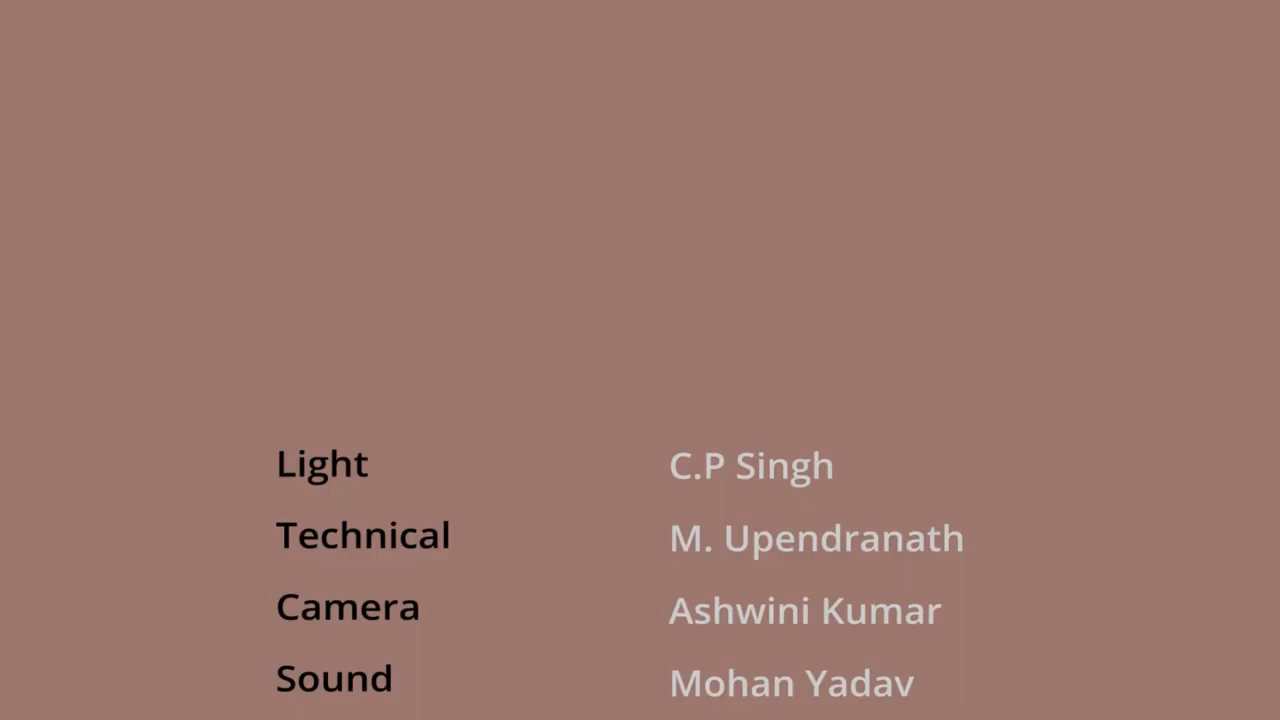 Light C.P Singh
Technical M. Upendranath
Camera Ashwini Kumar
Sound Mohan Yadav